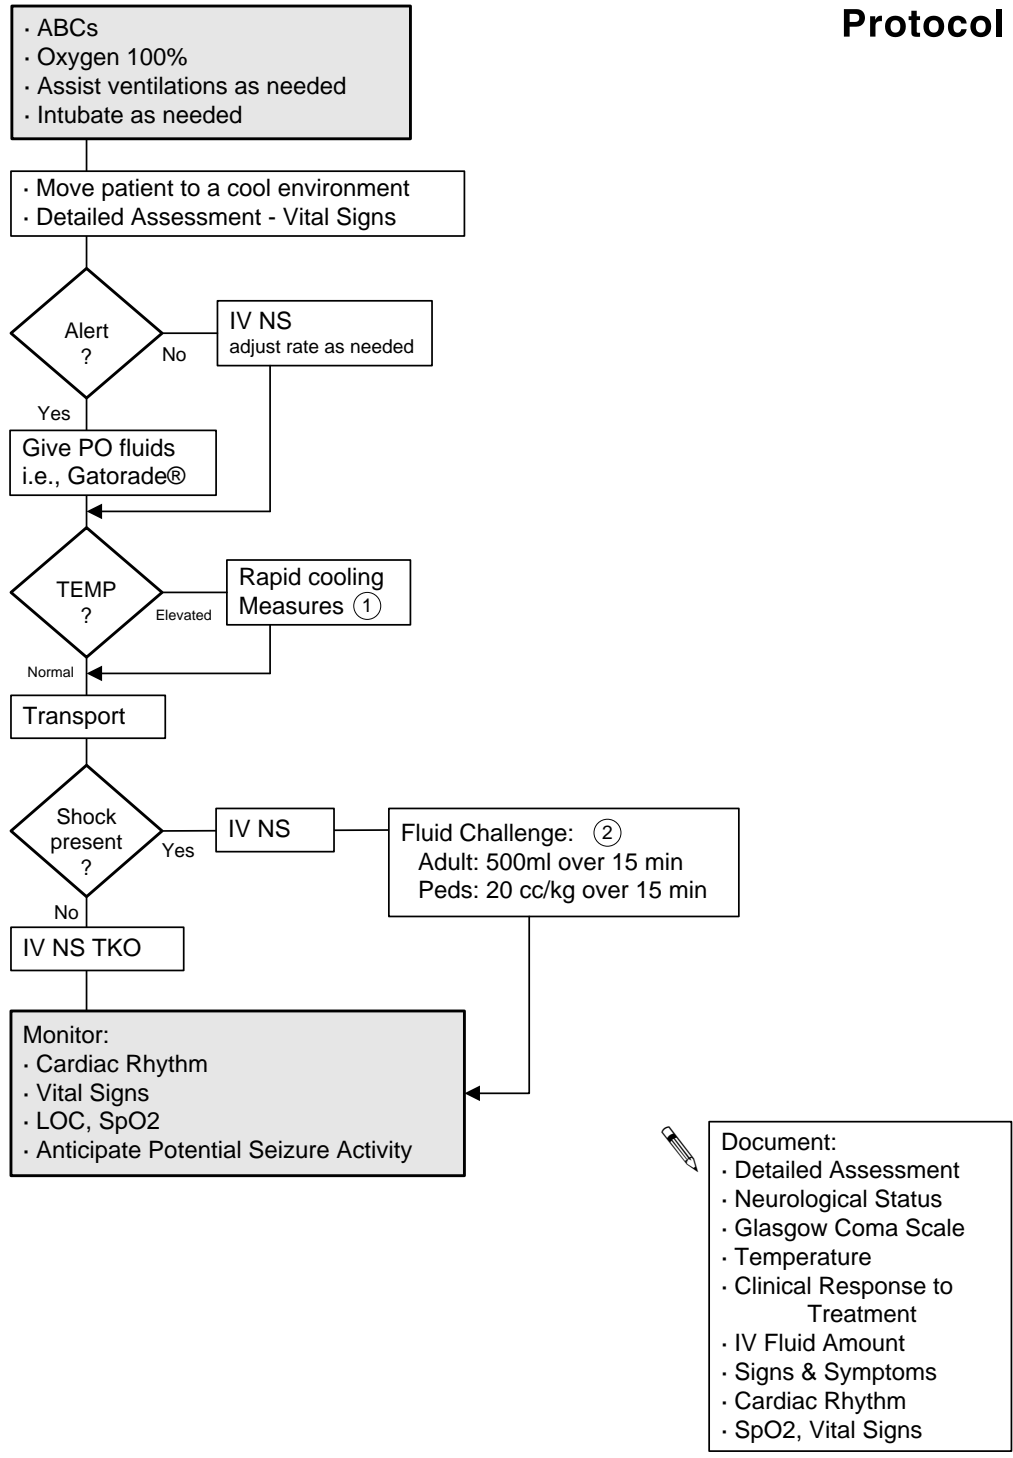 Protocol
· ABCs
· Oxygen 100%
· Assist ventilations as needed
· Intubate as needed
· Move patient to a cool environment
· Detailed Assessment - Vital Signs
Alert
?
No
IV NS
adjust rate as needed
Yes
Give PO fluids
i.e., Gatorade®
TEMP
?
Elevated
Rapid cooling
Measures ①
Normal
Transport
Shock
present
?
Yes
IV NS
Fluid Challenge: ②
Adult: 500ml over 15 min
Peds: 20 cc/kg over 15 min
No
IV NS TKO
Monitor:
· Cardiac Rhythm
· Vital Signs
· LOC, SpO2
· Anticipate Potential Seizure Activity
Document:
· Detailed Assessment
· Neurological Status
· Glasgow Coma Scale
· Temperature
· Clinical Response to
Treatment
· IV Fluid Amount
· Signs & Symptoms
· Cardiac Rhythm
· SpO2, Vital Signs